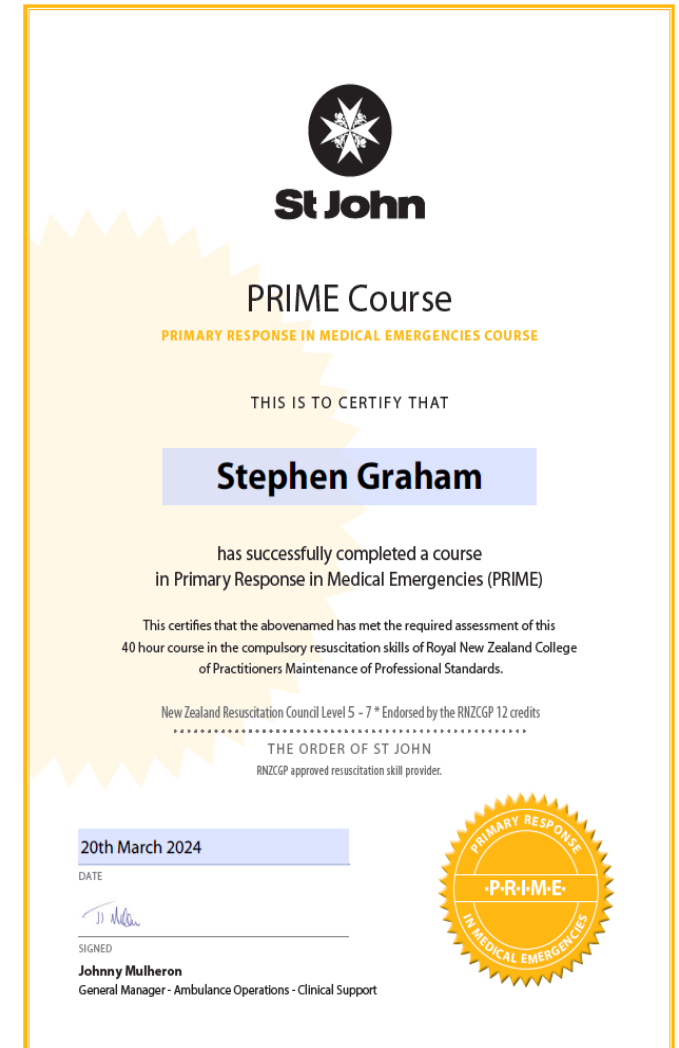 St John
PRIME Course
PRIMARY RESPONSE IN MEDICAL EMERGENCIES COURSE
THIS IS TO CERTIFY THAT
Stephen Graham
has successfully completed a course
in Primary Response in Medical Emergencies (PRIME)
This certifies that the abovenamed has met the required assessment of this
40 hour course in the compulsory resuscitation skills of Royal New Zealand College
of Practitioners Maintenance of Professional Standards.
New Zealand Resuscitation Council Level 5 - 7 * Endorsed by the RNZCGP 12 credits
THE ORDER OF ST JOHN
RNZCGP approved resuscitation skill provider.
20th March 2024
DATE
SIGNED
Johnny Mulheron
General Manager - Ambulance Operations - Clinical Support
PRIMARY RESPONSE
·P·R·I·M·E·
IN MEDICAL EMERGENCIES